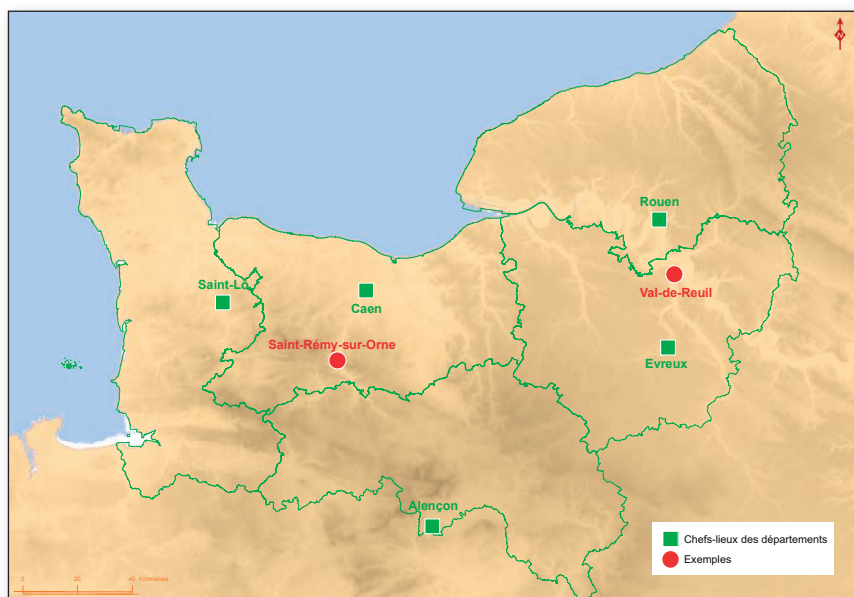 N
Rouen
Val-de-Reuil
Saint-Lô
Caen
Saint-Rémy-sur-Orne
Evreux
Alençon
Chefs-lieux des départements
Exemples
0 20 40 Kilomètres